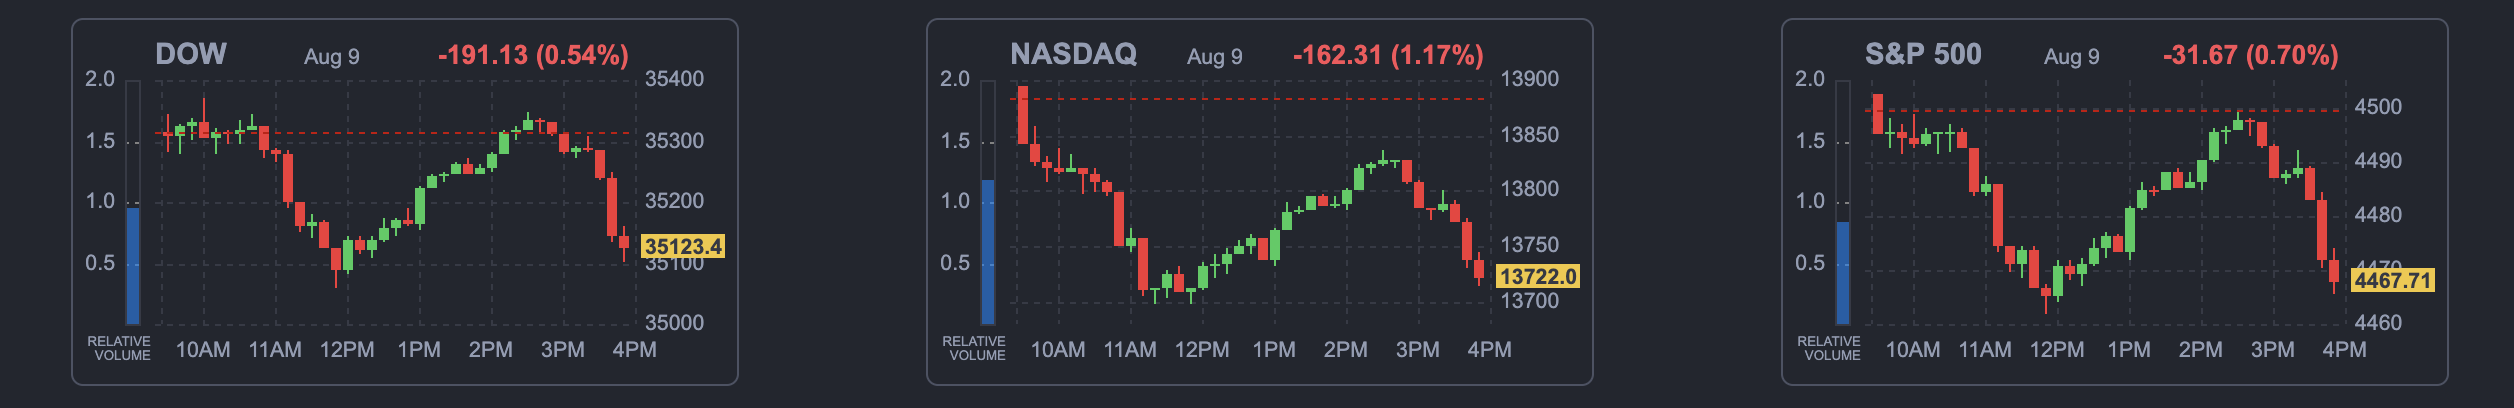 DOW Aug 9 -191.13 (0.54%)
2.0
1.5
1.0
0.5
35400
35300
35200
35123.4
35100
35000
RELATIVE
VOLUME
10AM 11AM 12PM 1PM 2PM 3PM 4PM
NASDAQ Aug 9 -162.31 (1.17%)
2.0
1.5
1.0
0.5
13900
13850
13800
13750
13722.0
13700
RELATIVE
VOLUME
10AM 11AM 12PM 1PM 2PM 3PM 4PM
S&P 500 Aug 9 -31.67 (0.70%)
2.0
1.5
1.0
0.5
4500
4490
4480
4470
4467.71
4460
RELATIVE
VOLUME
10AM 11AM 12PM 1PM 2PM 3PM 4PM